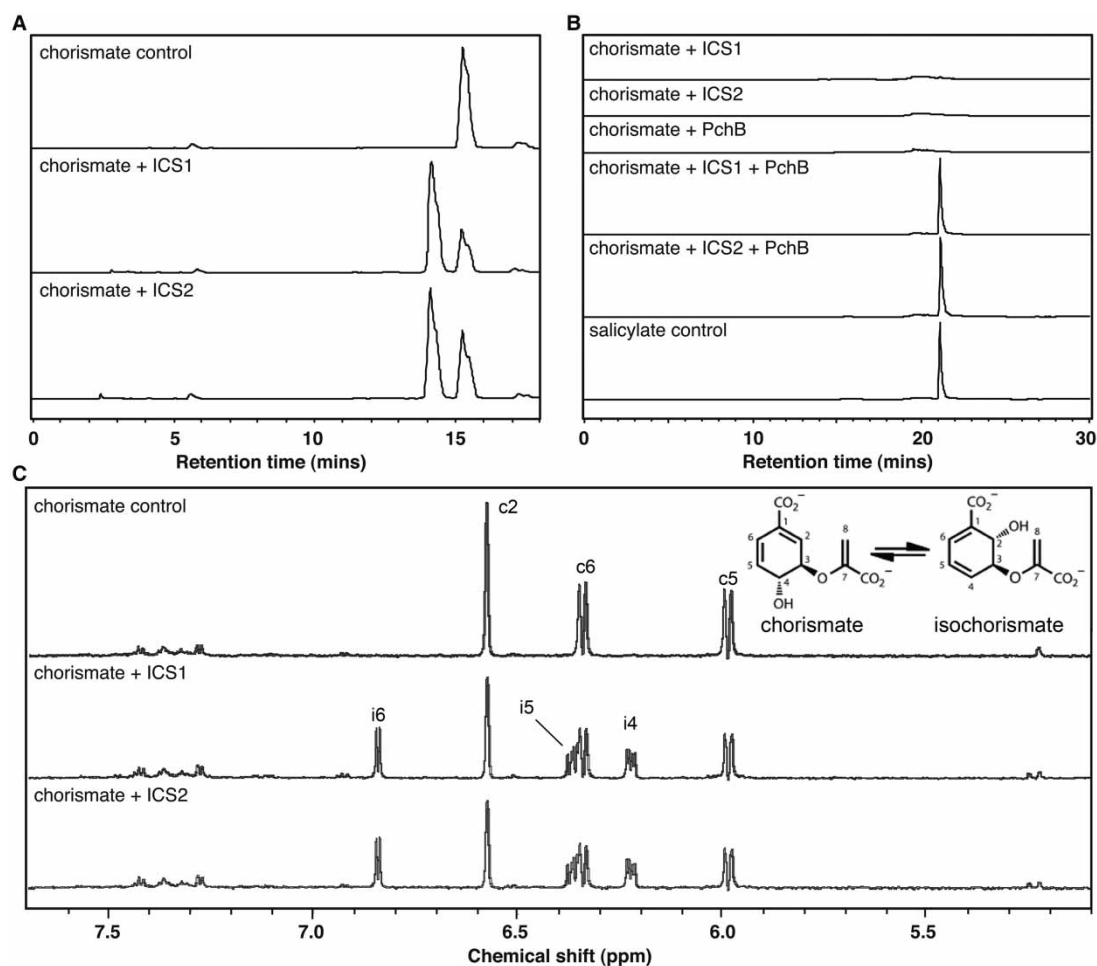 A
chorismate control
chorismate + ICS1
chorismate + ICS2
0 5 10 15
Retention time (mins)
B
chorismate + ICS1
chorismate + ICS2
chorismate + PchB
chorismate + ICS1 + PchB
chorismate + ICS2 + PchB
salicylate control
0 10 20 30
Retention time (mins)
C
chorismate control
c2
c6
c5
CO₂⁻
1
6
2
8
5
3
4
O
7
CO₂⁻
OH
chorismate
CO₂⁻
1
OH
6
2
8
5
3
4
O
7
CO₂⁻
isochorismate
chorismate + ICS1
i6
i5
i4
chorismate + ICS2
7.5 7.0 6.5 6.0 5.5
Chemical shift (ppm)